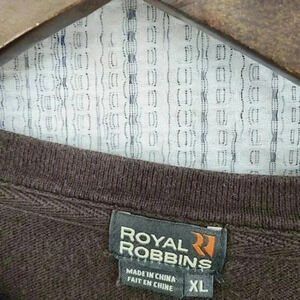 ROYAL
ROBBINS
MADE IN CHINA
FAIT EN CHINE
XL